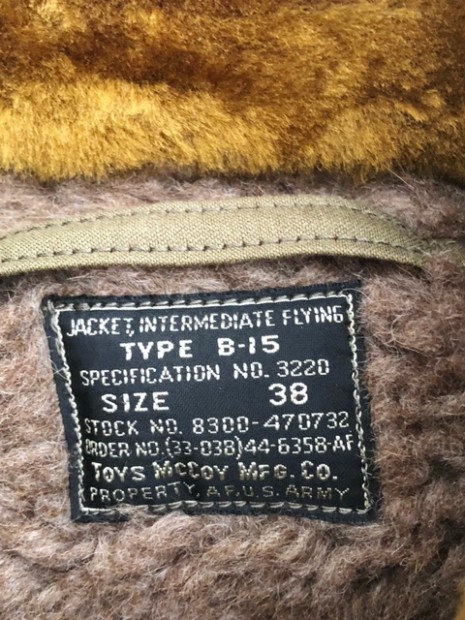 JACKET, INTERMEDIATE FLYING
TYPE B-15
SPECIFICATION NO. 3220
SIZE 38
STOCK NO. 8300-470732
ORDER NO. (33-038)44-6358-AF
TOYS McCOY MFG. CO.
PROPERTY, A.F. U.S. ARMY